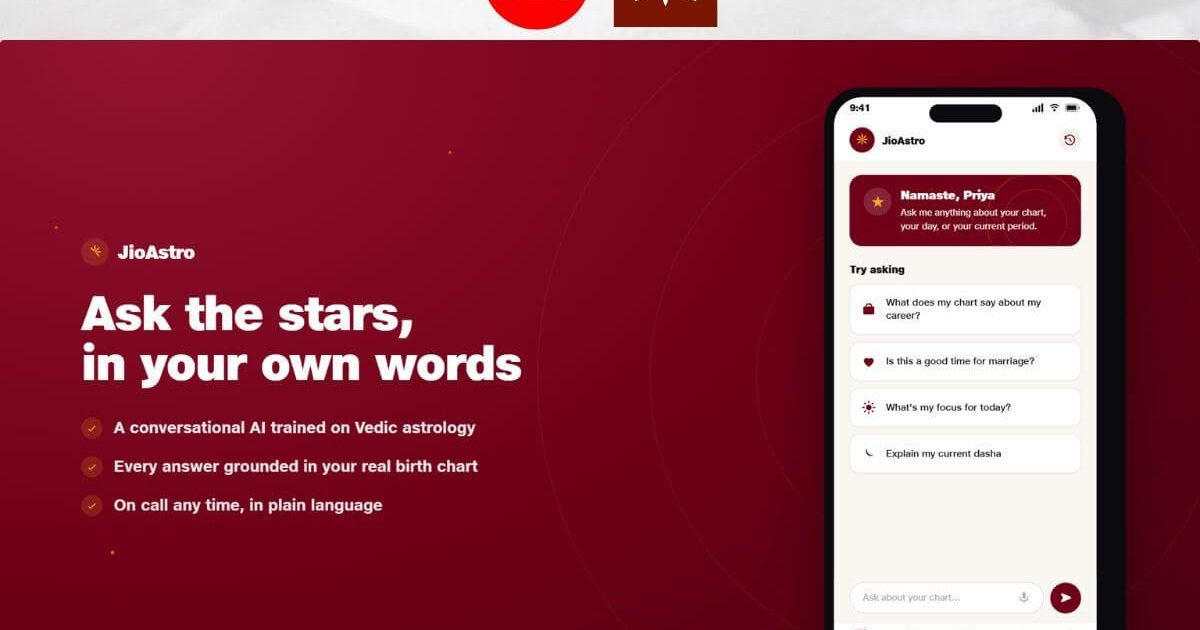 JioAstro
Ask the stars,
in your own words
A conversational AI trained on Vedic astrology
Every answer grounded in your real birth chart
On call any time, in plain language
9:41
JioAstro
Namaste, Priya
Ask me anything about your chart,
your day, or your current period.
Try asking
What does my chart say about my
career?
Is this a good time for marriage?
What's my focus for today?
Explain my current dasha
Ask about your chart...